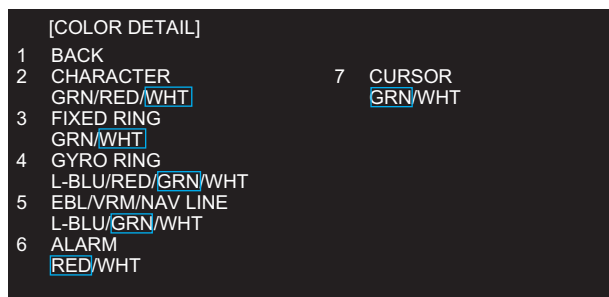 [COLOR DETAIL]
1 BACK
2 CHARACTER
GRN/RED/WHT
3 FIXED RING
GRN/WHT
4 GYRO RING
L-BLU/RED/GRN/WHT
5 EBL/VRM/NAV LINE
L-BLU/GRN/WHT
6 ALARM
RED/WHT
7 CURSOR
GRN/WHT